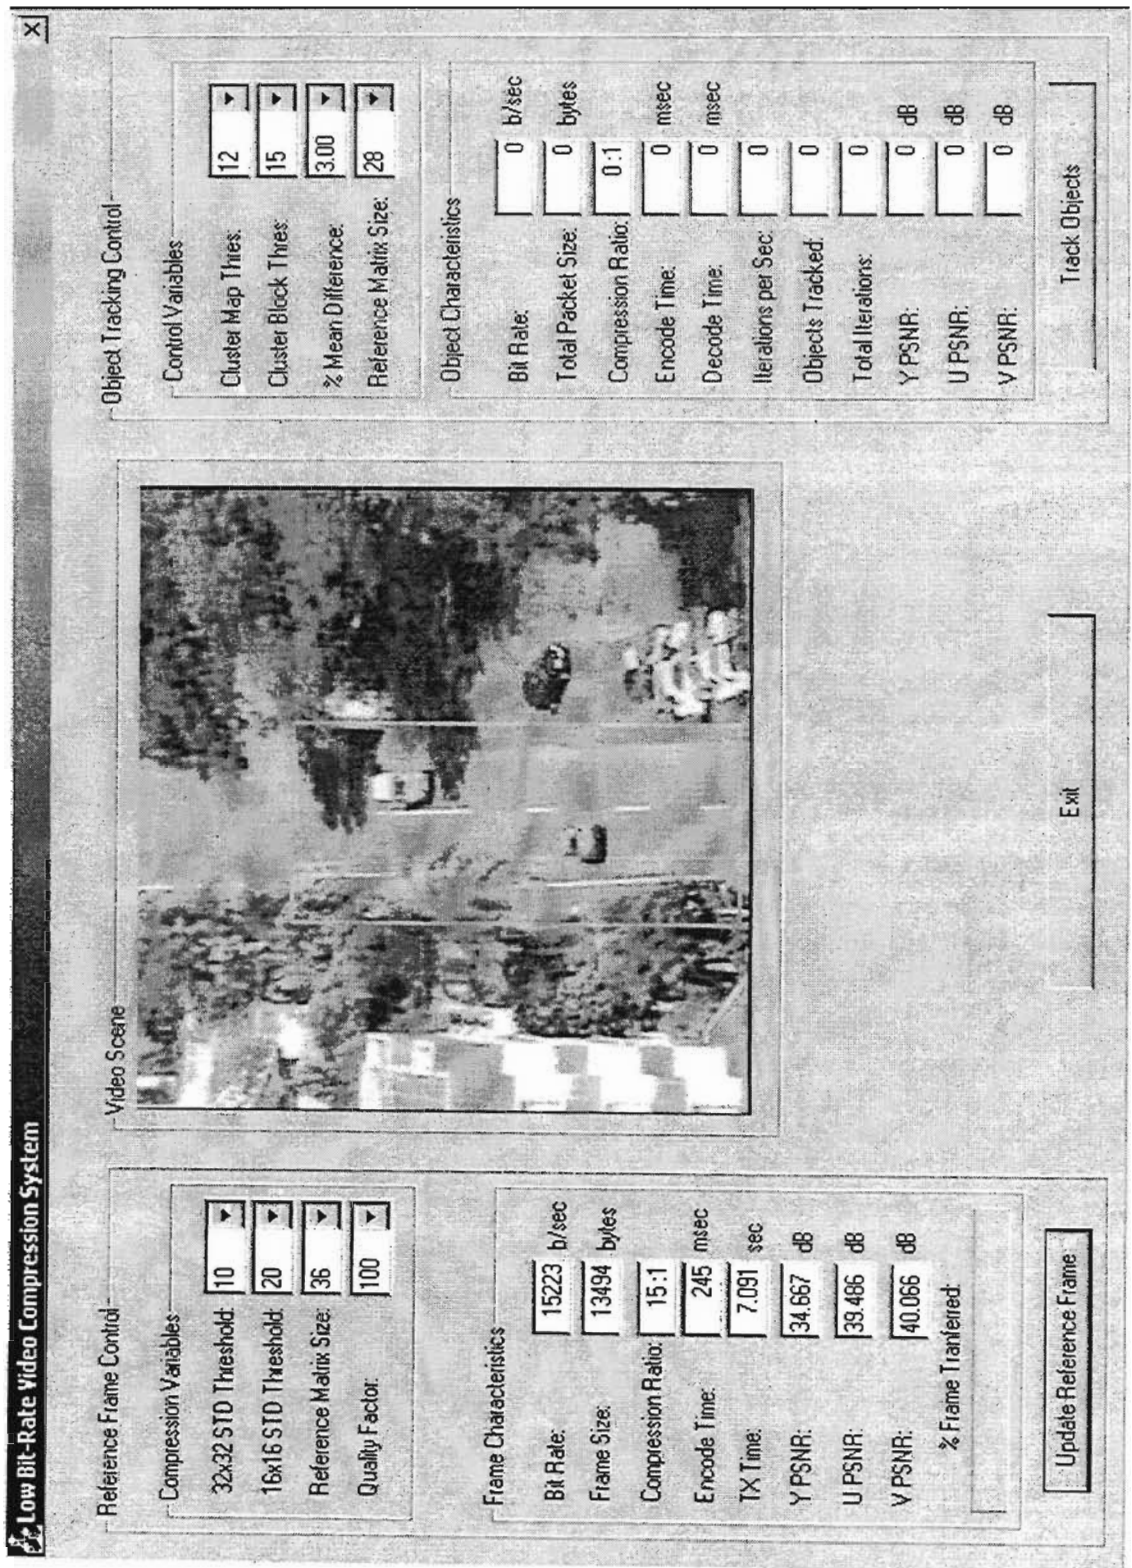 Low Bit-Rate Video Compression System
Reference Frame Control
Compression Variables
32x32 STD Threshold: 10
16x16 STD Threshold: 20
Reference Matrix Size: 36
Quality Factor: 100
Frame Characteristics
Bit Rate: 15223 b/sec
Frame Size: 13494 bytes
Compression Ratio: 15:1
Encode Time: 245 msec
TX Time: 7.091 sec
Y PSNR: 34.667 dB
U PSNR: 39.486 dB
V PSNR: 40.066 dB
% Frame Tranferred:
Update Reference Frame
Video Scene
Exit
Object Tracking Control
Control Variables
Cluster Map Thres: 12
Cluster Block Thres: 15
% Mean Difference: 3.00
Reference Matrix Size: 28
Object Characteristics
Bit Rate: 0 b/sec
Total Packet Size: 0 bytes
Compression Ratio: 0:1
Encode Time: 0 msec
Decode Time: 0 msec
Iterations per Sec: 0
Objects Tracked: 0
Total Iterations: 0
Y PSNR: 0 dB
U PSNR: 0 dB
V PSNR: 0 dB
Track Objects